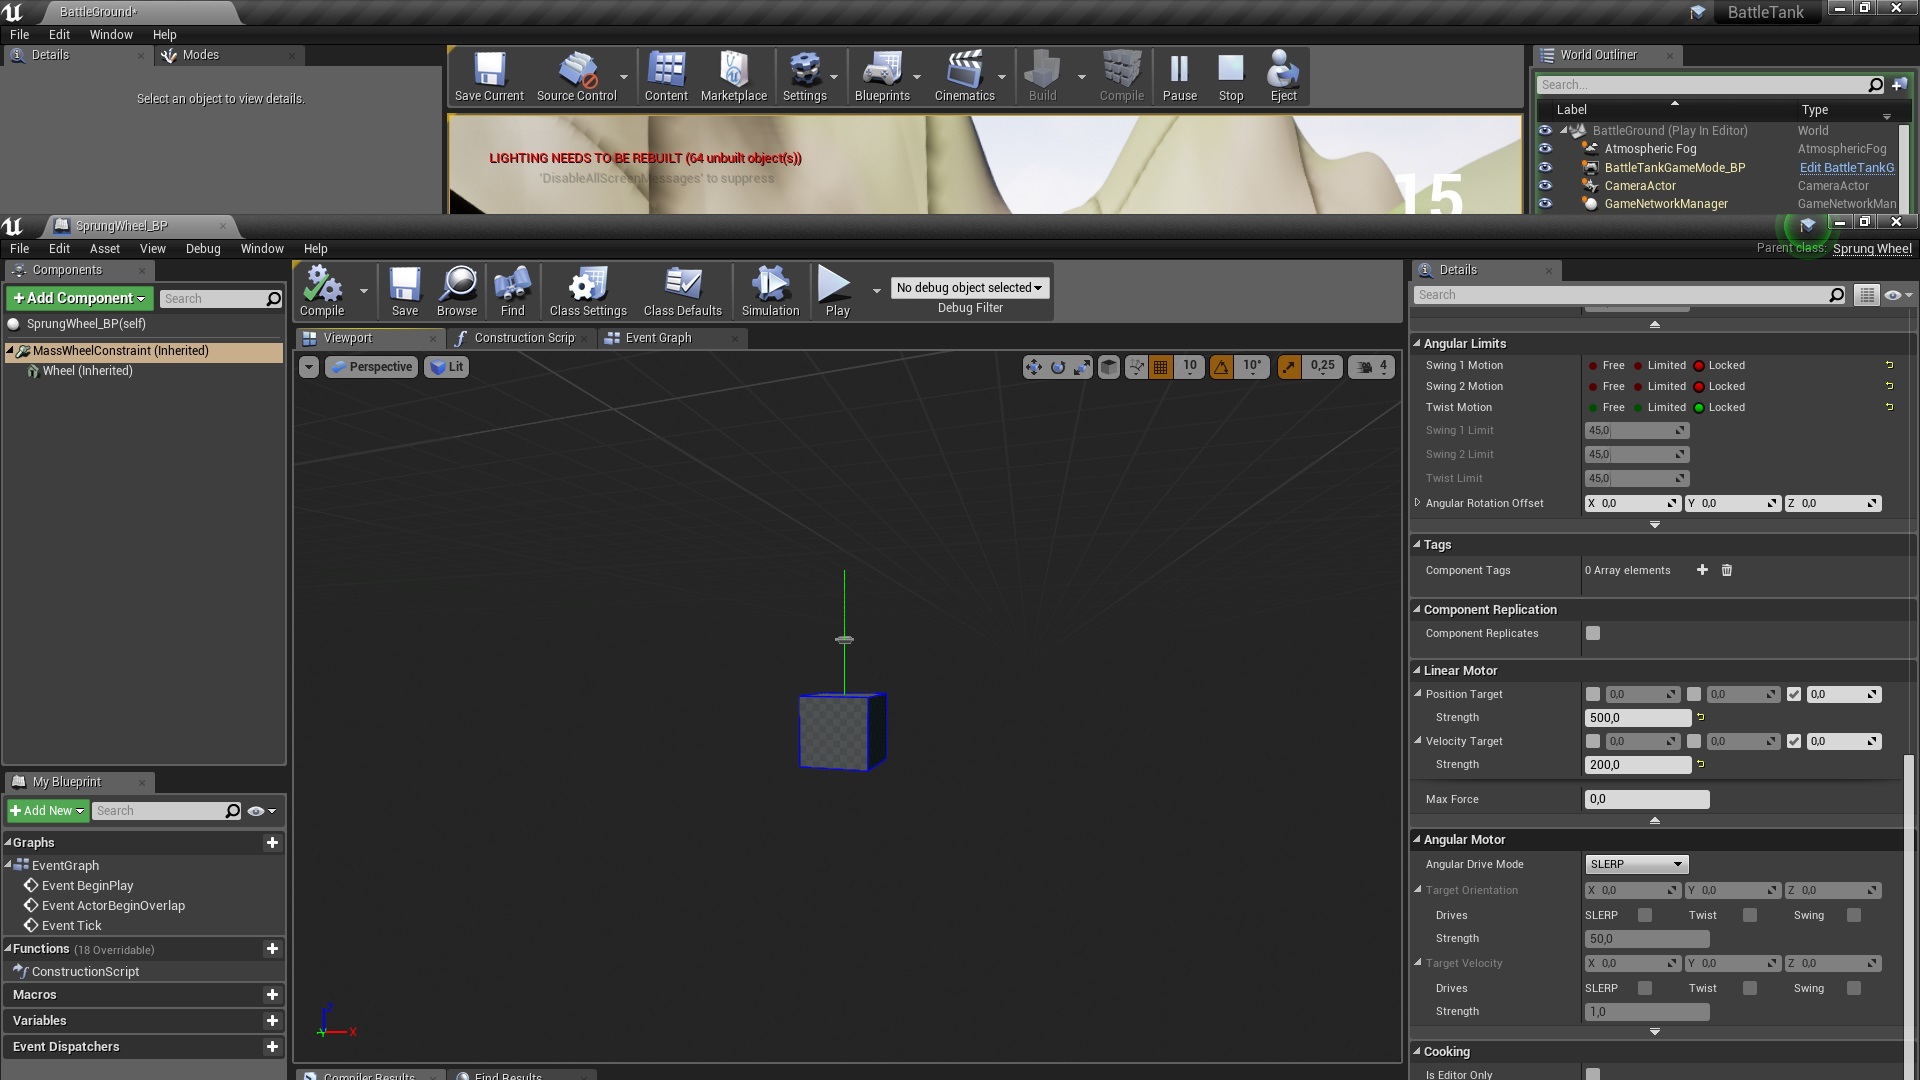 BattleGround•
BattleTank
File Edit Window Help
Details
Modes
Select an object to view details.
Save Current
Source Control
Content
Marketplace
Settings
Blueprints
Cinematics
Build
Compile
Pause
Stop
Eject
World Outliner
Search...
Label
Type
BattleGround (Play In Editor) World
Atmospheric Fog AtmosphericFog
BattleTankGameMode_BP Edit BattleTankG
CameraActor CameraActor
GameNetworkManager GameNetworkMan
LIGHTING NEEDS TO BE REBUILT (64 unbuilt object(s))
'DisableAllScreenMessages' to suppress
15
SprungWheel_BP
File Edit Asset View Debug Window Help
Parent class: Sprung Wheel
Components
Add Component
Search
SprungWheel_BP(self)
MassWheelConstraint (Inherited)
Wheel (Inherited)
My Blueprint
Add New
Search
Graphs
EventGraph
Event BeginPlay
Event ActorBeginOverlap
Event Tick
Functions (18 Overridable)
ConstructionScript
Macros
Variables
Event Dispatchers
Compile
Save
Browse
Find
Class Settings
Class Defaults
Simulation
Play
No debug object selected
Debug Filter
Viewport
Construction Scrip
Event Graph
Perspective
Lit
10
10°
0,25
4
X
Compiler Results
Find Results
Details
Search
Angular Limits
Swing 1 Motion Free Limited Locked
Swing 2 Motion Free Limited Locked
Twist Motion Free Limited Locked
Swing 1 Limit 45,0
Swing 2 Limit 45,0
Twist Limit 45,0
Angular Rotation Offset X 0,0 Y 0,0 Z 0,0
Tags
Component Tags 0 Array elements
Component Replication
Component Replicates
Linear Motor
Position Target 0,0 0,0 0,0
Strength 500,0
Velocity Target 0,0 0,0 0,0
Strength 200,0
Max Force 0,0
Angular Motor
Angular Drive Mode SLERP
Target Orientation X 0,0 Y 0,0 Z 0,0
Drives SLERP Twist Swing
Strength 50,0
Target Velocity X 0,0 Y 0,0 Z 0,0
Drives SLERP Twist Swing
Strength 1,0
Cooking
Is Editor Only